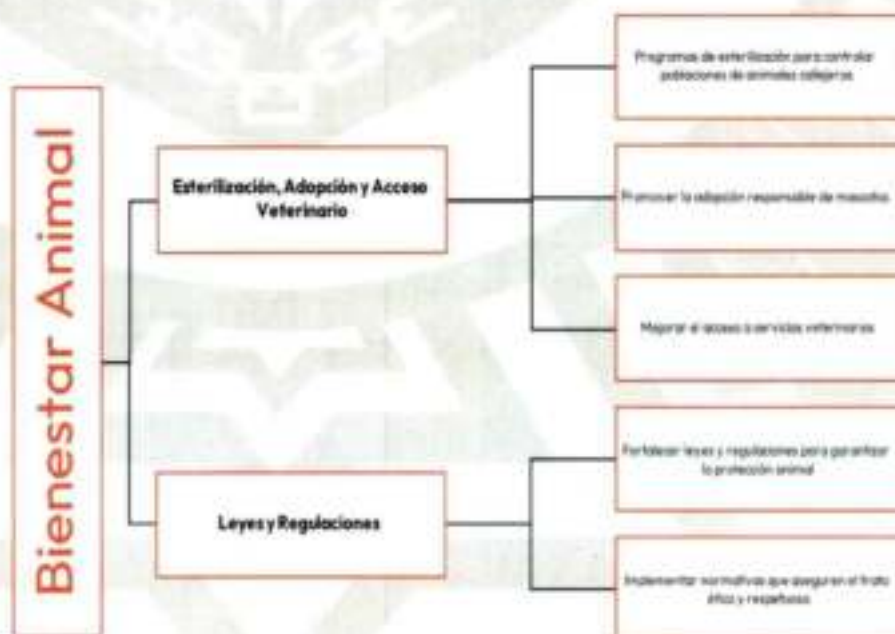 Bienestar Animal
Esterilización, Adopción y Acceso
Veterinario
Programas de esterilización para controlar
poblaciones de animales callejeros
Promover la adopción responsable de mascotas
Mejorar el acceso a servicios veterinarios
Leyes y Regulaciones
Fortalecer leyes y regulaciones para garantizar
la protección animal
Implementar normativas que aseguren el trato
ético y respetuoso